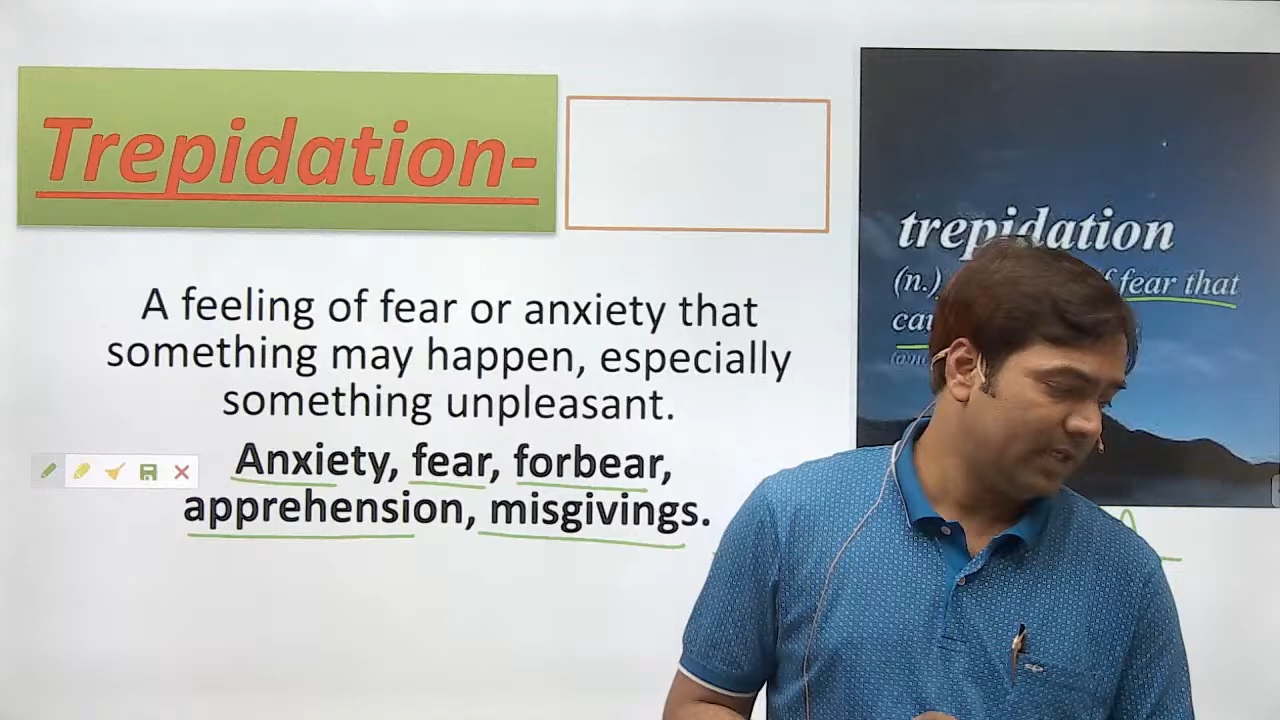 Trepidation-
A feeling of fear or anxiety that
something may happen, especially
something unpleasant.
Anxiety, fear, forbear,
apprehension, misgivings.
trepidation
(n.) fear that